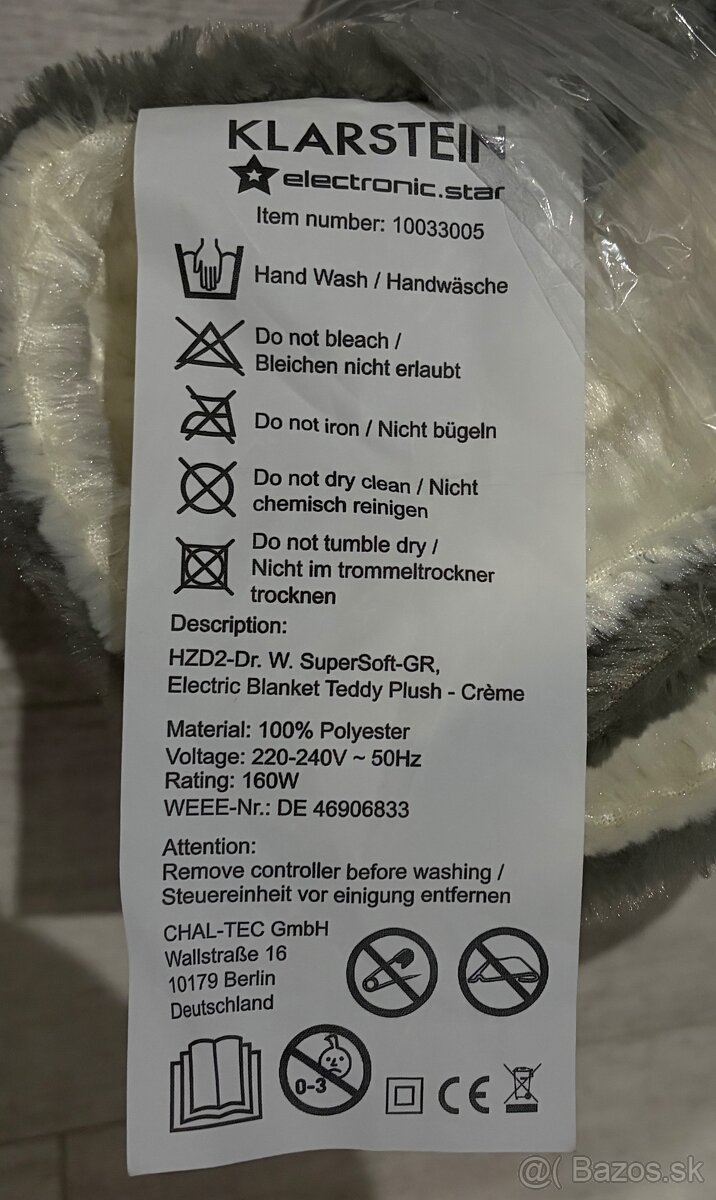 KLARSTEIN
electronic.star
Item number: 10033005
Hand Wash / Handwäsche
Do not bleach /
Bleichen nicht erlaubt
Do not iron / Nicht bügeln
Do not dry clean / Nicht
chemisch reinigen
Do not tumble dry /
Nicht im trommeltrockner
trocknen
Description:
HZD2-Dr. W. SuperSoft-GR,
Electric Blanket Teddy Plush - Crème
Material: 100% Polyester
Voltage: 220-240V ~ 50Hz
Rating: 160W
WEEE-Nr.: DE 46906833
Attention:
Remove controller before washing /
Steuereinheit vor einigung entfernen
CHAL-TEC GmbH
Wallstraße 16
10179 Berlin
Deutschland
0-3
CE
@( Bazos.sk